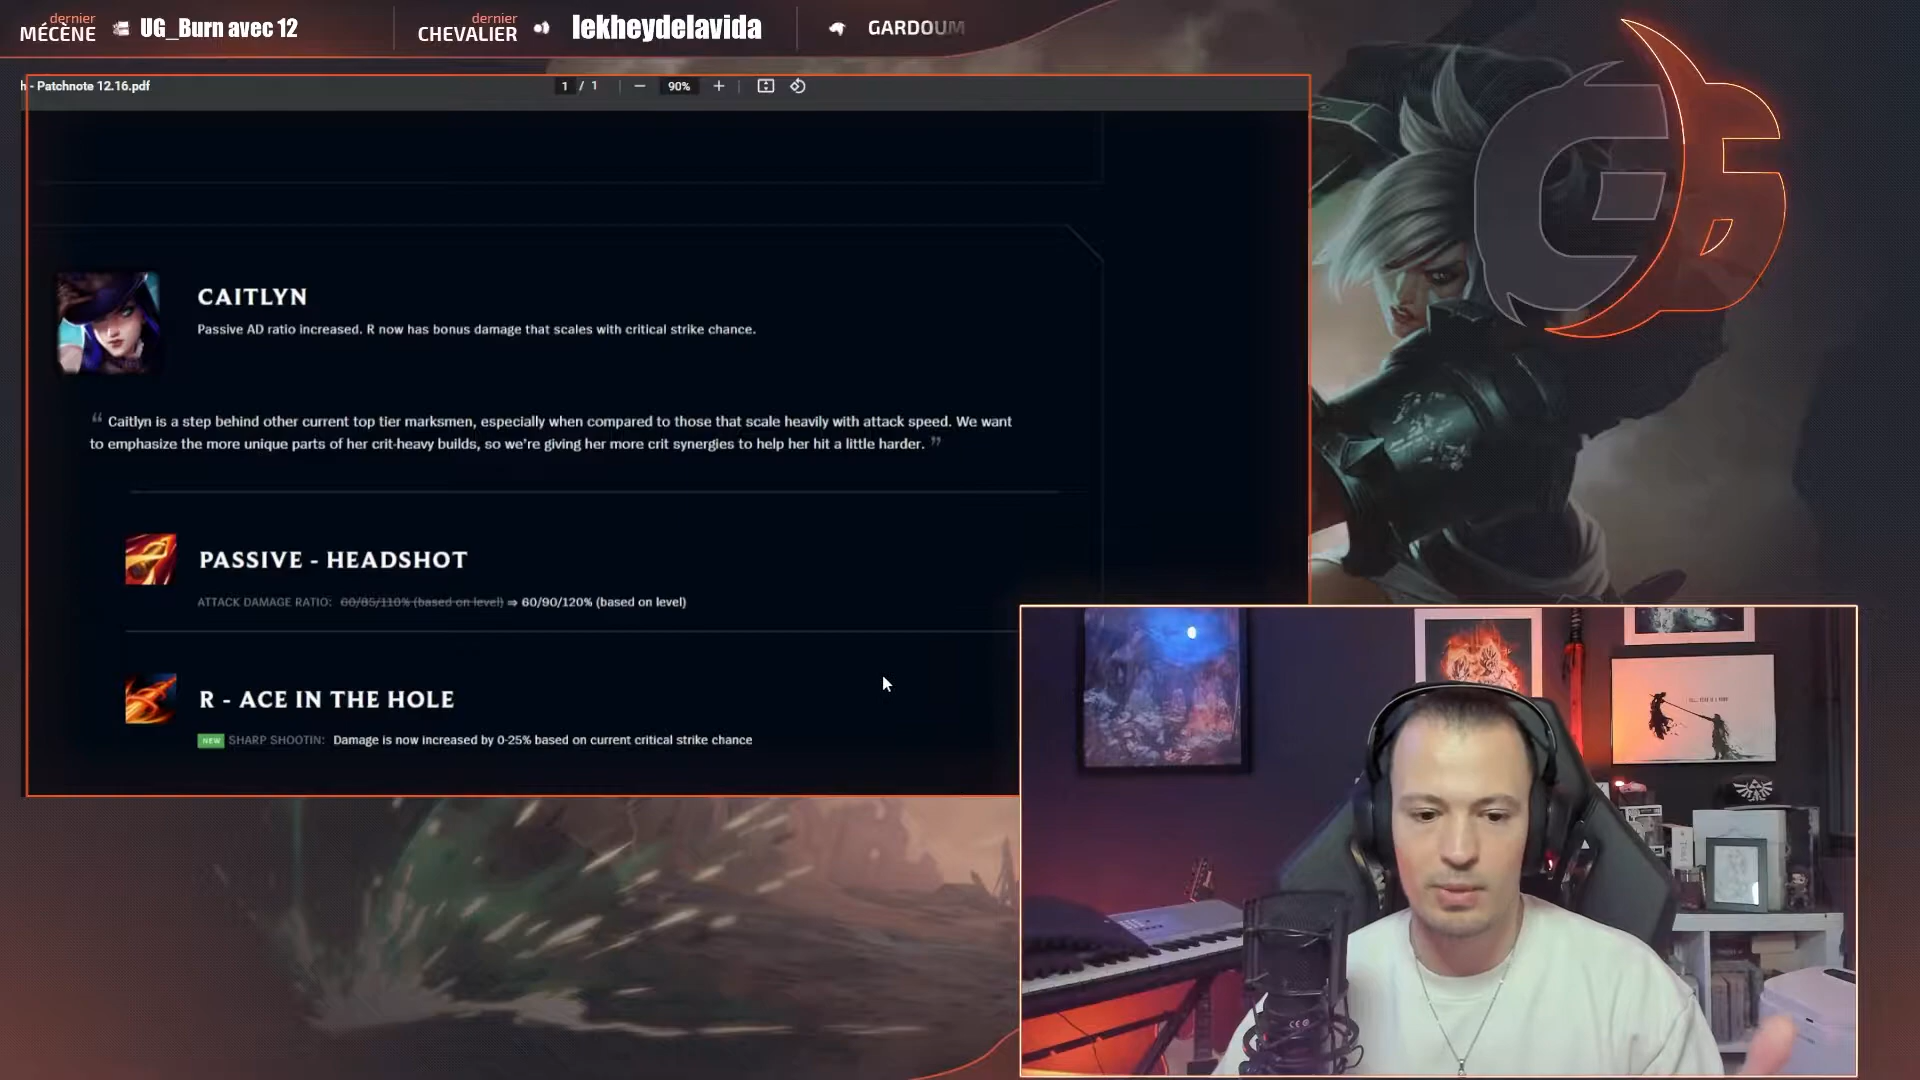 dernier
MÉCÈNE
UG_Burn avec 12
dernier
CHEVALIER
lekheydelavida
GARDOUM
h - Patchnote 12.16.pdf
1 / 1
90%
CAITLYN
Passive AD ratio increased. R now has bonus damage that scales with critical strike chance.
“ Caitlyn is a step behind other current top tier marksmen, especially when compared to those that scale heavily with attack speed. We want
to emphasize the more unique parts of her crit-heavy builds, so we're giving her more crit synergies to help her hit a little harder. ”
PASSIVE - HEADSHOT
ATTACK DAMAGE RATIO: 60/85/110% (based on level) ⇒ 60/90/120% (based on level)
R - ACE IN THE HOLE
NEW SHARP SHOOTIN: Damage is now increased by 0-25% based on current critical strike chance